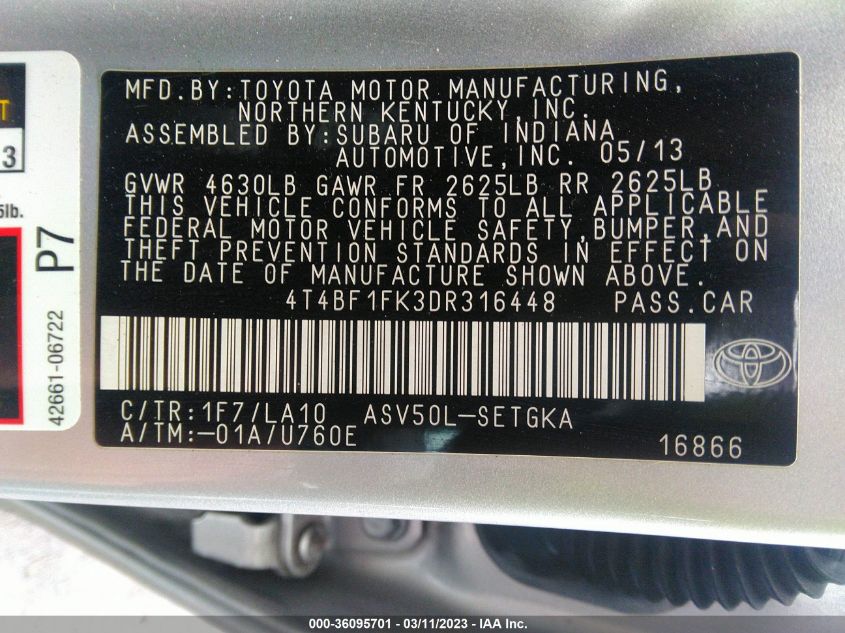 MFD.BY:TOYOTA MOTOR MANUFACTURING,
NORTHERN KENTUCKY,INC.
ASSEMBLED BY:SUBARU OF INDIANA
AUTOMOTIVE,INC. 05/13
GVWR 4630LB GAWR FR 2625LB RR 2625LB
THIS VEHICLE CONFORMS TO ALL APPLICABLE
FEDERAL MOTOR VEHICLE SAFETY,BUMPER,AND
THEFT PREVENTION STANDARDS IN EFFECT ON
THE DATE OF MANUFACTURE SHOWN ABOVE.
4T4BF1FK3DR316448 PASS.CAR
C/TR:1F7/LA10 ASV50L-SETGKA
A/TM:-01A/U760E 16866
T
3
5lb.
P7
42661-06722
000-36095701 - 03/11/2023 - IAA Inc.